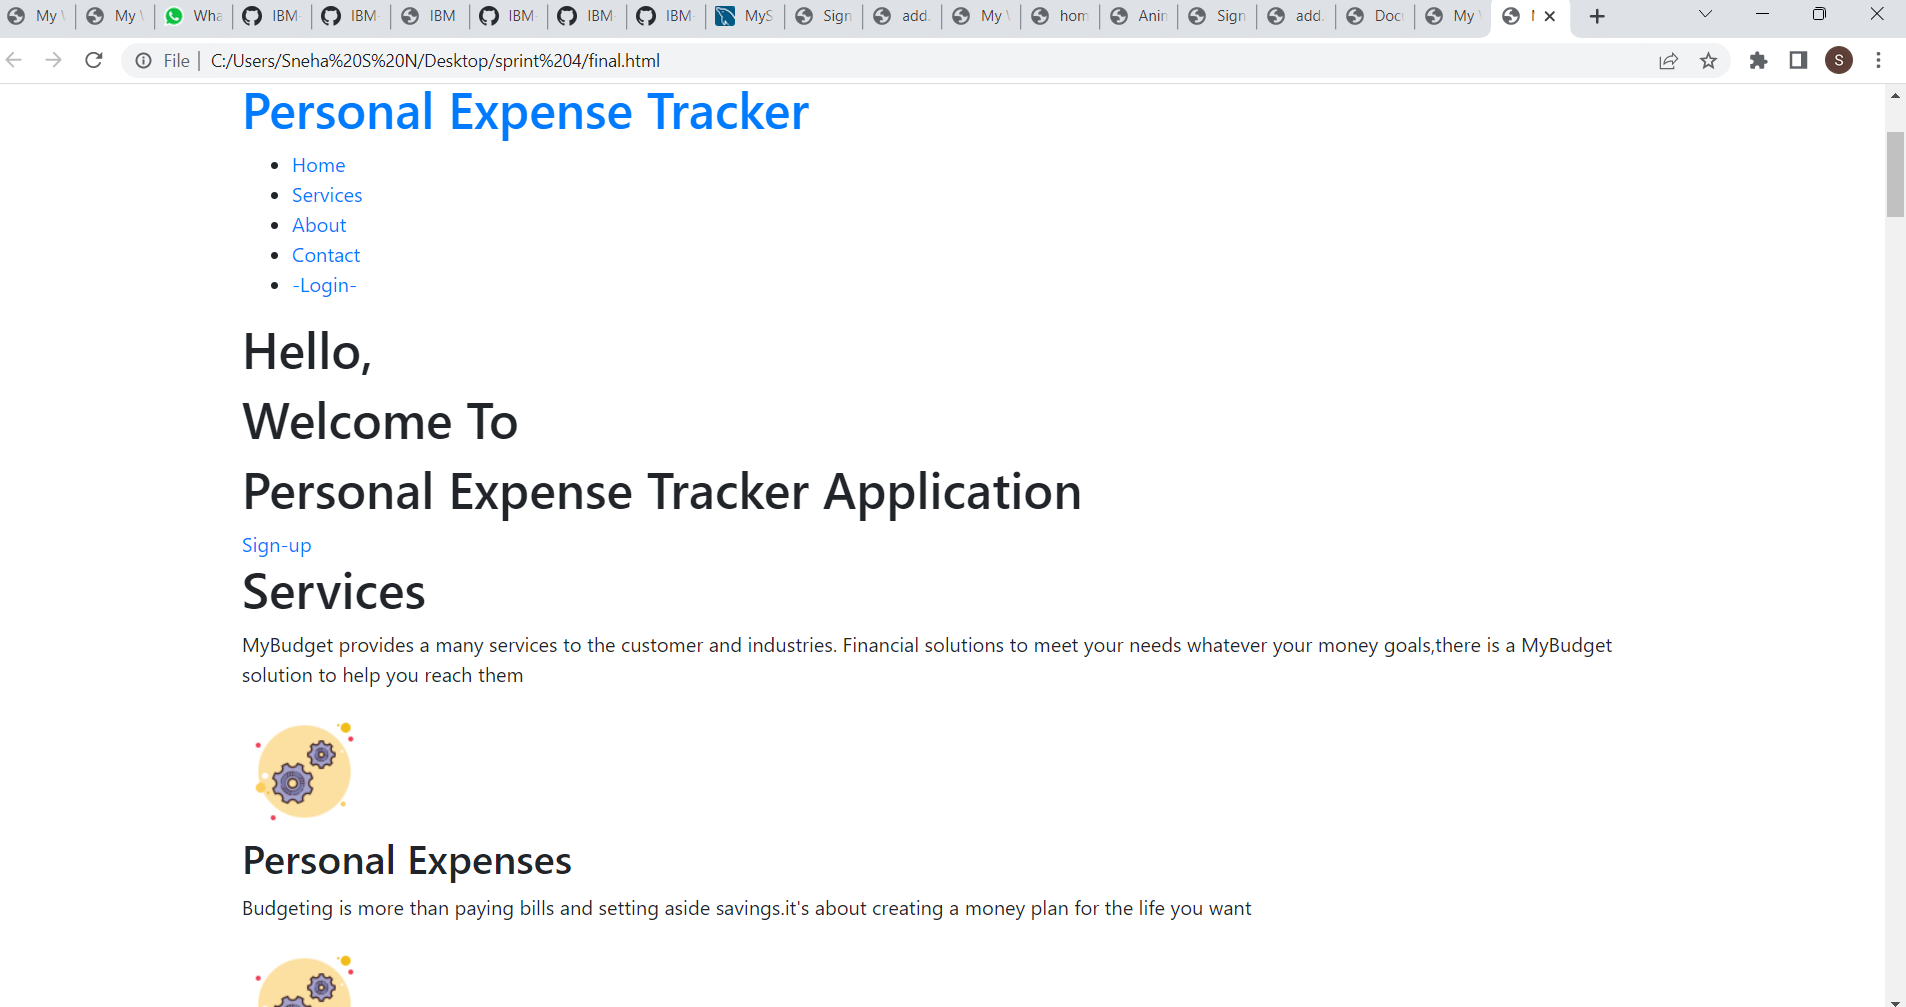 My
My
Wha
IBM-
IBM-
IBM
IBM-
IBM-
IBM-
MyS
Sign
add.
My
hom
Anin
Sign
add.
Docu
My
File
C:/Users/Sneha%20S%20N/Desktop/sprint%204/final.html
S
Personal Expense Tracker
Home
Services
About
Contact
-Login-
Hello,
Welcome To
Personal Expense Tracker Application
Sign-up
Services
MyBudget provides a many services to the customer and industries. Financial solutions to meet your needs whatever your money goals,there is a MyBudget
solution to help you reach them
Personal Expenses
Budgeting is more than paying bills and setting aside savings.it's about creating a money plan for the life you want